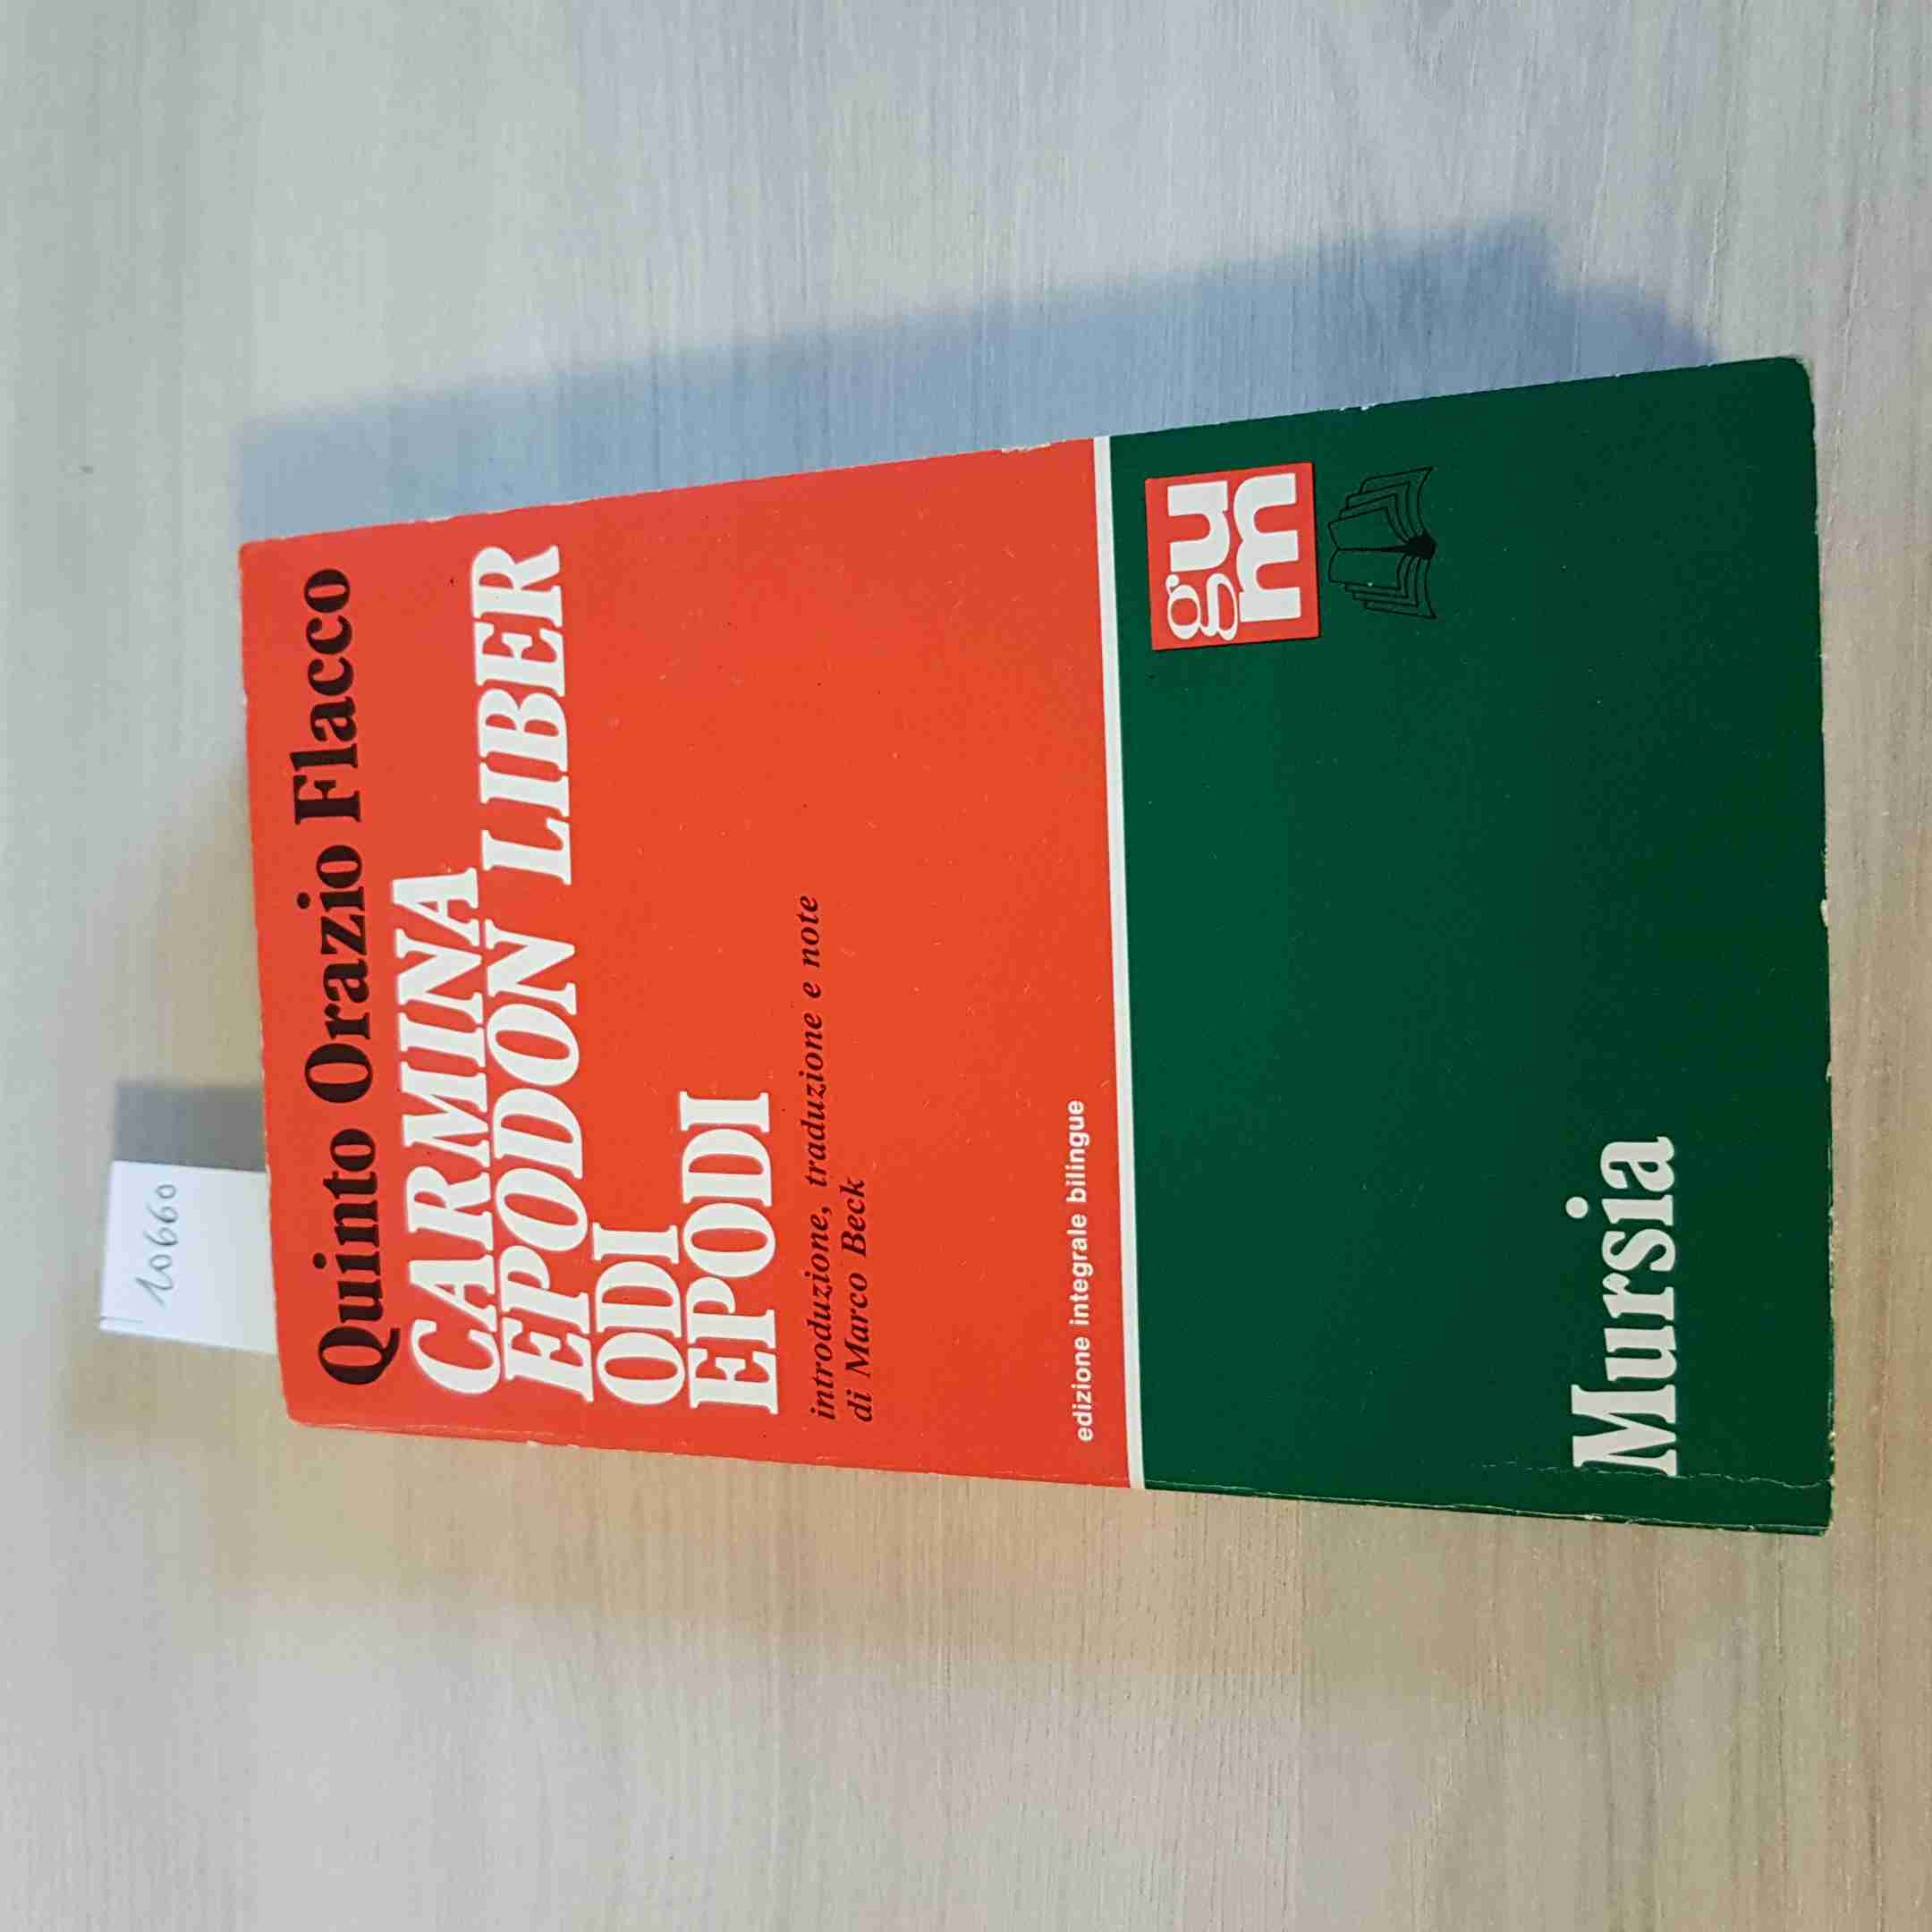 10660
Quinto Orazio Flacco
CARMINA
EPODON LIBER
ODI
EPODI
introduzione, traduzione e note
di Marco Beck
edizione integrale bilingue
gu
m
Mursia